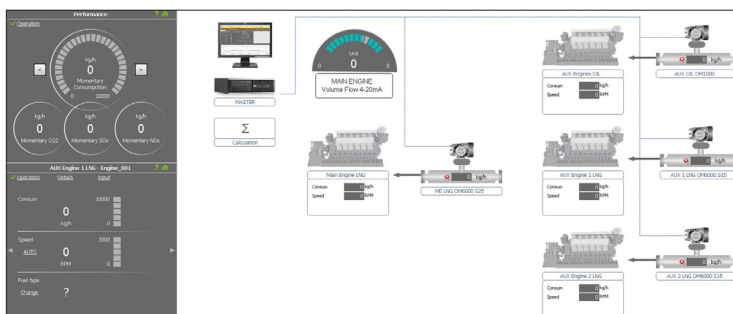 Performance ?
Operation
kg/h
0
Momentary
Consumption
0 10000
< >
kg/h
0
Momentary CO2
kg/h
0
Momentary SOx
kg/h
0
Momentary NOx
AUX Engine 1 LNG - Engine_001 ?
Operation Details Input
Consum 10000
0
kg/h 0
Speed 3000
AUTO 0
RPM 0
Fuel type
Change ?
MASTER
Σ
Calculation
Unit
0
0 0
MAIN ENGINE
Volume Flow 4-20mA
Main Engine LNG
Consum 0 kg/h
Speed 0 RPM
0 kg/h
ME LNG OM6000 S25
AUX Engines OIL
Consum 0 kg/h
Speed 0 RPM
0 kg/h
AUX OIL OM1000
AUX Engine 1 LNG
Consum 0 kg/h
Speed 0 RPM
0 kg/h
AUX 1 LNG OM6000 S15
AUX Engine 2 LNG
Consum 0 kg/h
Speed 0 RPM
0 kg/h
AUX 2 LNG OM6000 S15